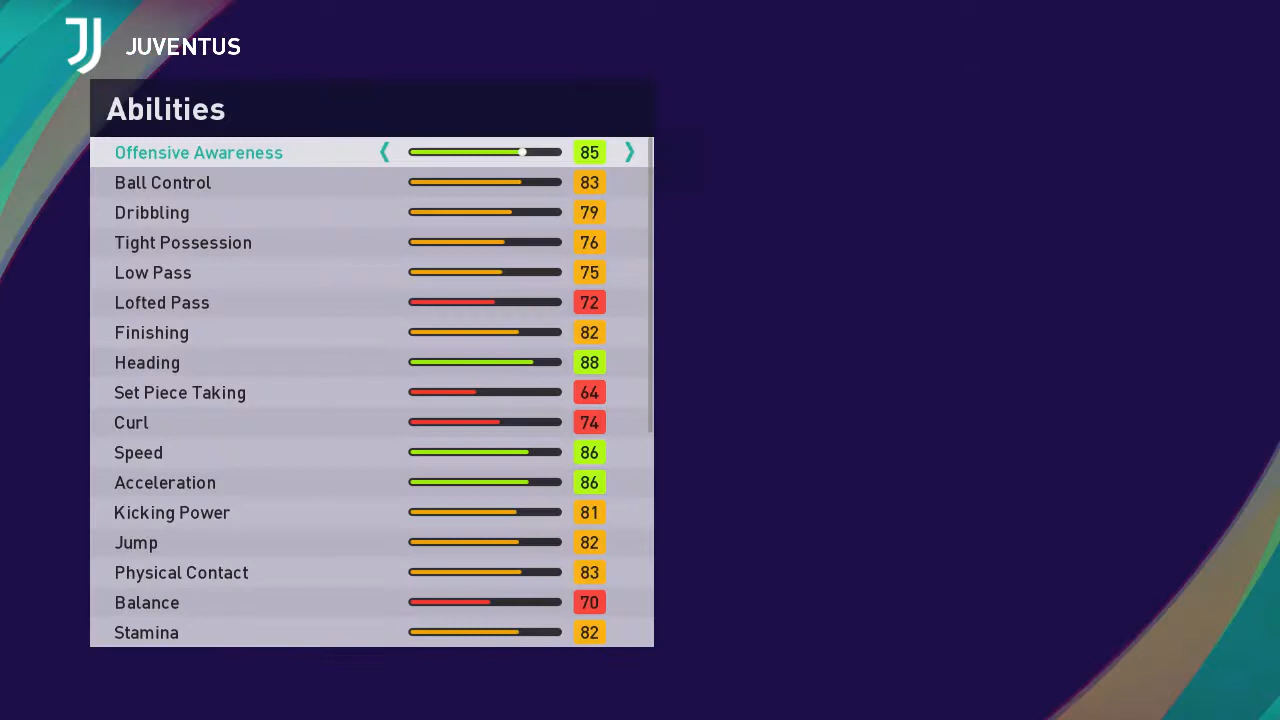 JUVENTUS
Abilities
Offensive Awareness 85
Ball Control 83
Dribbling 79
Tight Possession 76
Low Pass 75
Lofted Pass 72
Finishing 82
Heading 88
Set Piece Taking 64
Curl 74
Speed 86
Acceleration 86
Kicking Power 81
Jump 82
Physical Contact 83
Balance 70
Stamina 82